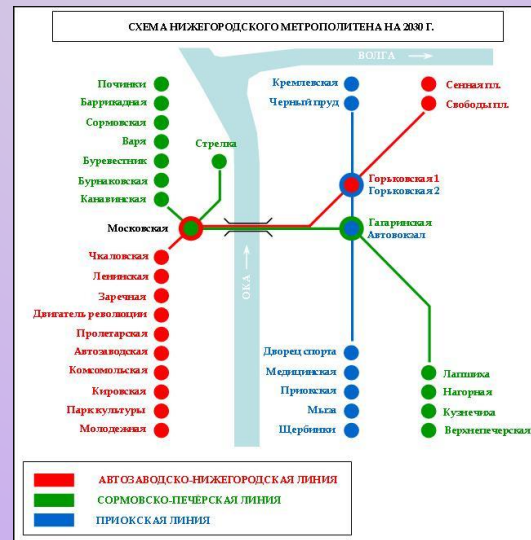 СХЕМА НИЖЕГОРОДСКОГО МЕТРОПОЛИТЕНА НА 2030 Г.
ВОЛГА
Починки
Баррикадная
Сормовская
Варя
Буревестник
Бурнаковская
Канавинская
Стрелка
Московская
Чкаловская
Ленинская
Заречная
Двигатель революции
Пролетарская
Автозаводская
Комсомольская
Кировская
Парк культуры
Молодежная
ОКА
Кремлевская
Черный пруд
Сенная пл.
Свободы пл.
Горьковская 1
Горьковская 2
Гагаринская
Автовокзал
Дворец спорта
Медицинская
Приокская
Мыза
Щербинки
Лапшиха
Нагорная
Кузнечиха
Верхнепечерская
АВТОЗАВОДСКО-НИЖЕГОРОДСКАЯ ЛИНИЯ
СОРМОВСКО-ПЕЧЁРСКАЯ ЛИНИЯ
ПРИОКСКАЯ ЛИНИЯ